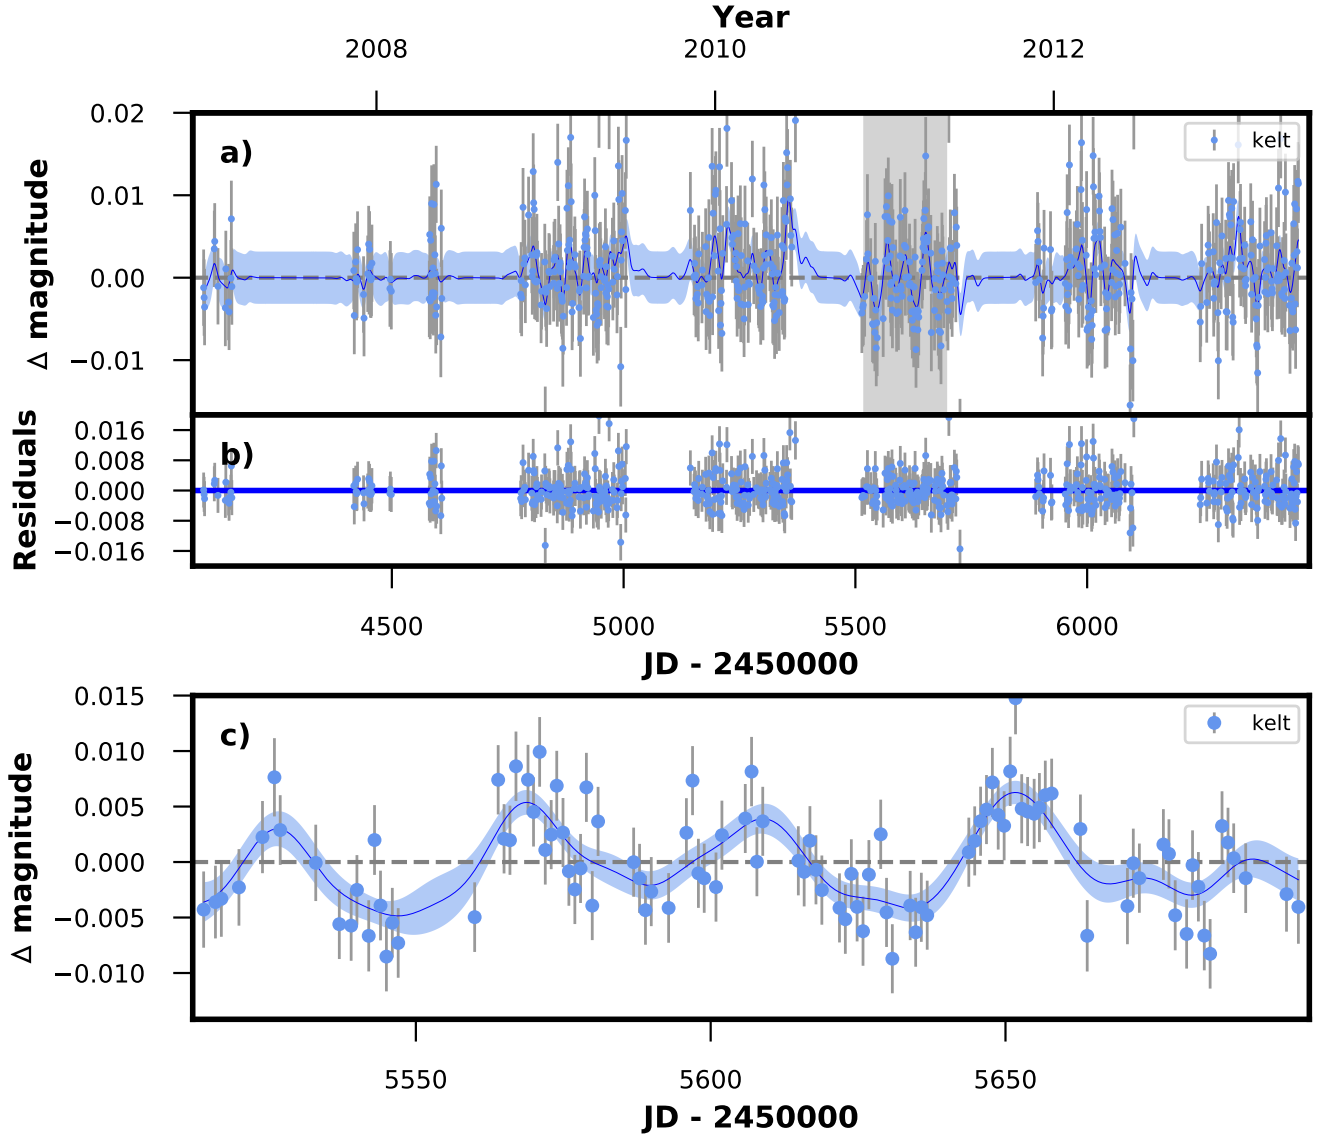 Year
2008 2010 2012
a)
kelt
0.02
0.01
0.00
−0.01
Δ magnitude
b)
0.016
0.008
0.000
−0.008
−0.016
Residuals
4500 5000 5500 6000
JD - 2450000
c)
kelt
0.015
0.010
0.005
0.000
−0.005
−0.010
Δ magnitude
5550 5600 5650
JD - 2450000